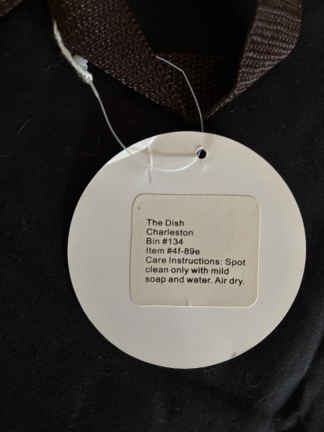 The Dish
Charleston
Bin #134
Item #4f-89e
Care Instructions: Spot
clean only with mild
soap and water. Air dry.